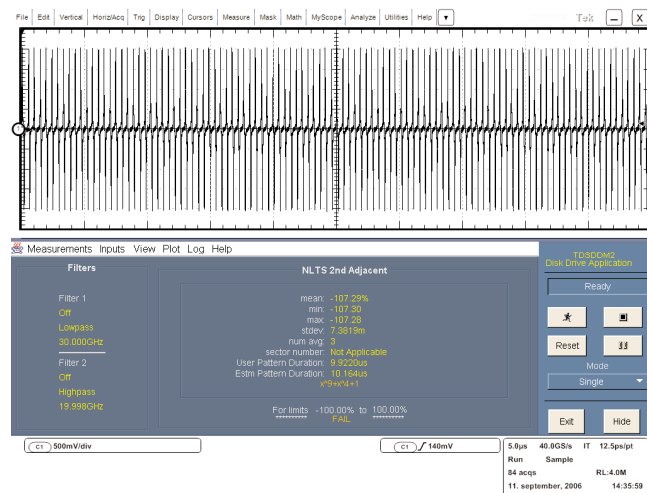 File Edit Vertical Horiz/Acq Trig Display Cursors Measure Mask Math MyScope Analyze Utilities Help Tek X
Measurements Inputs View Plot Log Help
TDSDDM2
Disk Drive Application
Filters
NLTS 2nd Adjacent
Ready
Filter 1
Off
Lowpass
30.000GHz
Filter 2
Off
Highpass
19.998GHz
mean: -107.29%
min: -107.30
max: -107.28
stdev: 7.3819m
num avg: 3
sector number: Not Applicable
User Pattern Duration: 9.9220us
Estm Pattern Duration: 10.164us
x^9+x^4+1
For limits -100.00% to 100.00%
********** FAIL **********
Reset
Mode
Single
Exit Hide
C1 500mV/div
C1 140mV
5.0µs 40.0GS/s IT 12.5ps/pt
Run Sample
84 acqs RL:4.0M
11. september, 2006 14:35:59